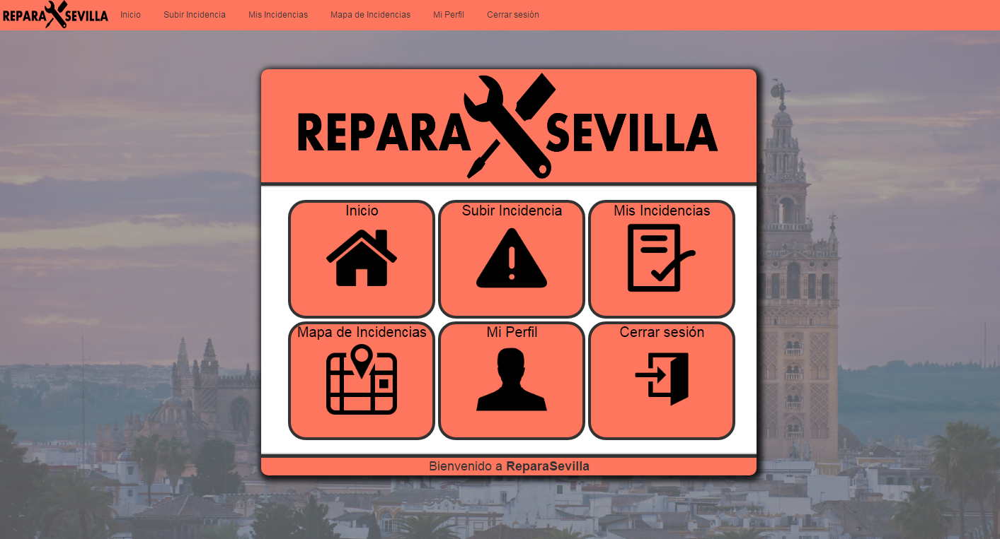 REPARA SEVILLA Inicio Subir Incidencia Mis Incidencias Mapa de Incidencias Mi Perfil Cerrar sesión
REPARA SEVILLA
Inicio Subir Incidencia Mis Incidencias
Mapa de Incidencias Mi Perfil Cerrar sesión
Bienvenido a ReparaSevilla